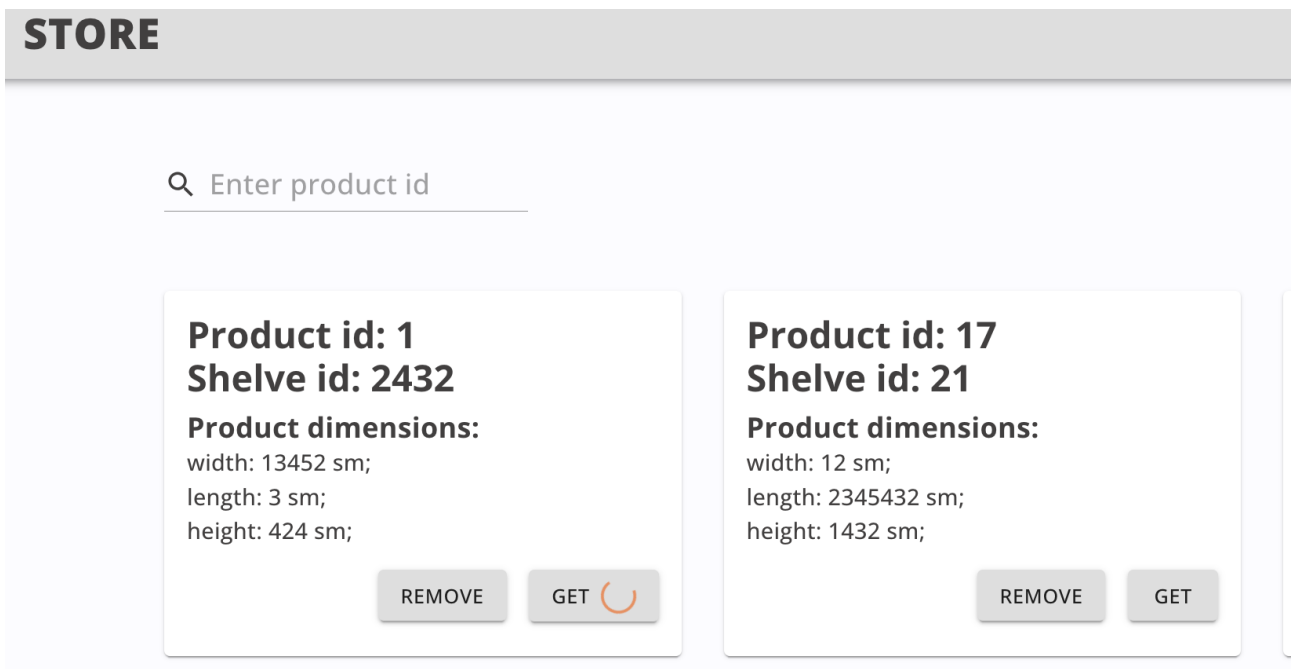 STORE
Enter product id
Product id: 1
Shelve id: 2432
Product dimensions:
width: 13452 sm;
length: 3 sm;
height: 424 sm;
REMOVE
GET
Product id: 17
Shelve id: 21
Product dimensions:
width: 12 sm;
length: 2345432 sm;
height: 1432 sm;
REMOVE
GET